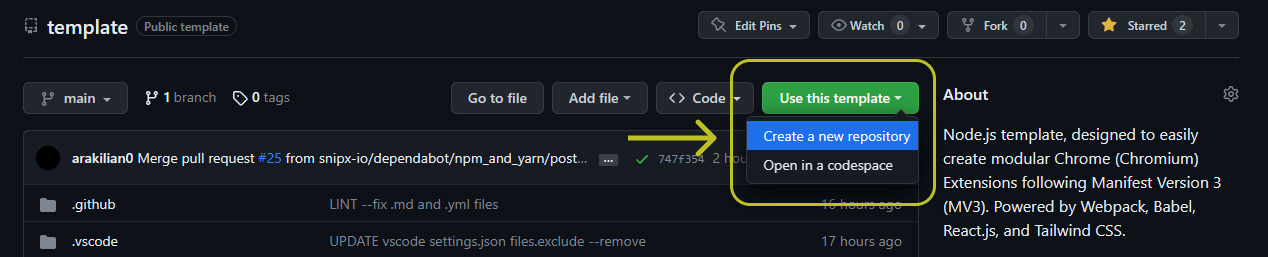 template Public template Edit Pins Watch 0 Fork 0 Starred 2
main 1 branch 0 tags Go to file Add file Code Use this template About
Create a new repository
Open in a codespace
arakilian0 Merge pull request #25 from snipx-io/dependabot/npm_and_yarn/post... ... 747f354 2 hou
.github LINT --fix .md and .yml files 16 hours ago
.vscode UPDATE vscode settings.json files.exclude --remove 17 hours ago
Node.js template, designed to easily
create modular Chrome (Chromium)
Extensions following Manifest Version 3
(MV3). Powered by Webpack, Babel,
React.js, and Tailwind CSS.